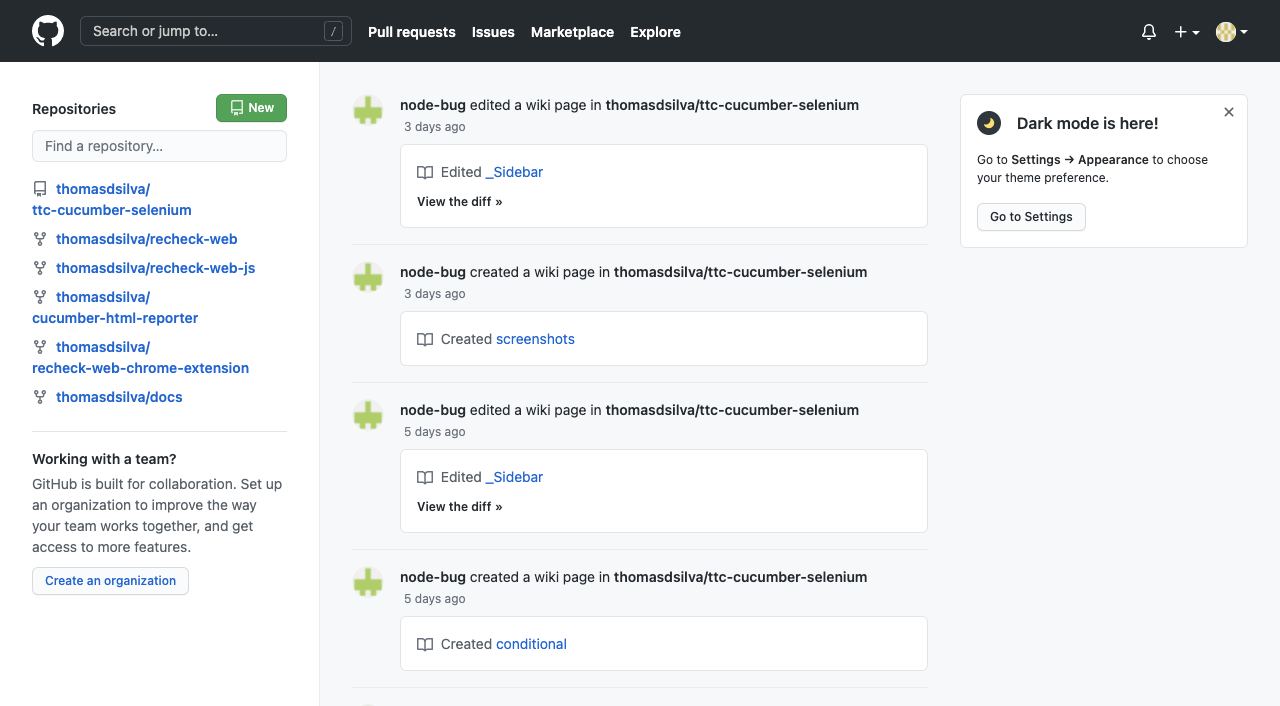 Search or jump to... /
Pull requests
Issues
Marketplace
Explore
Repositories
New
Find a repository...
thomasdsilva/
ttc-cucumber-selenium
thomasdsilva/recheck-web
thomasdsilva/recheck-web-js
thomasdsilva/
cucumber-html-reporter
thomasdsilva/
recheck-web-chrome-extension
thomasdsilva/docs
Working with a team?
GitHub is built for collaboration. Set up
an organization to improve the way
your team works together, and get
access to more features.
Create an organization
node-bug edited a wiki page in thomasdsilva/ttc-cucumber-selenium
3 days ago
Edited _Sidebar
View the diff »
node-bug created a wiki page in thomasdsilva/ttc-cucumber-selenium
3 days ago
Created screenshots
node-bug edited a wiki page in thomasdsilva/ttc-cucumber-selenium
5 days ago
Edited _Sidebar
View the diff »
node-bug created a wiki page in thomasdsilva/ttc-cucumber-selenium
5 days ago
Created conditional
Dark mode is here!
Go to Settings → Appearance to choose
your theme preference.
Go to Settings